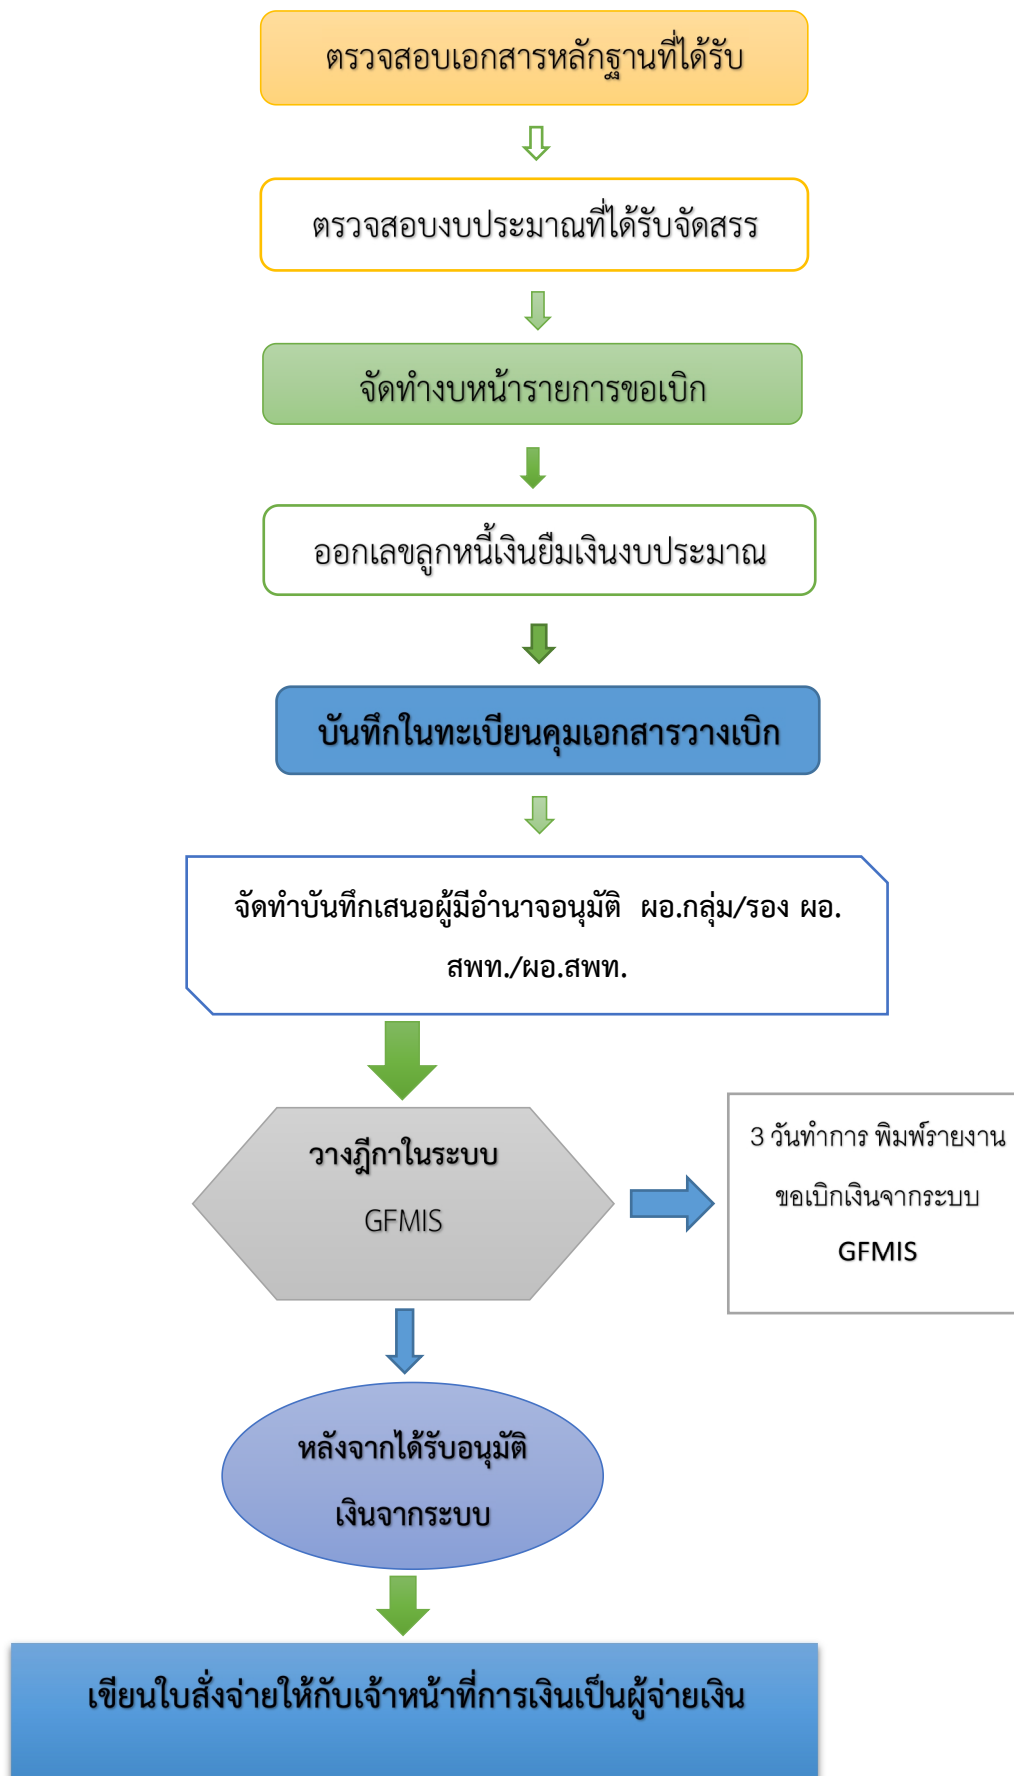 ตรวจสอบเอกสารหลักฐานที่ได้รับ
ตรวจสอบงบประมาณที่ได้รับจัดสรร
จัดทำงบหน้ารายการขอเบิก
ออกเลขลูกหนี้เงินยืมเงินงบประมาณ
บันทึกในทะเบียนคุมเอกสารวางเบิก
จัดทำบันทึกเสนอผู้มีอำนาจอนุมัติ ผอ.กลุ่ม/รอง ผอ.
สพท./ผอ.สพท.
วางฎีกาในระบบ
GFMIS
3 วันทำการ พิมพ์รายงาน
ขอเบิกเงินจากระบบ
GFMIS
หลังจากได้รับอนุมัติ
เงินจากระบบ
เขียนใบสั่งจ่ายให้กับเจ้าหน้าที่การเงินเป็นผู้จ่ายเงิน